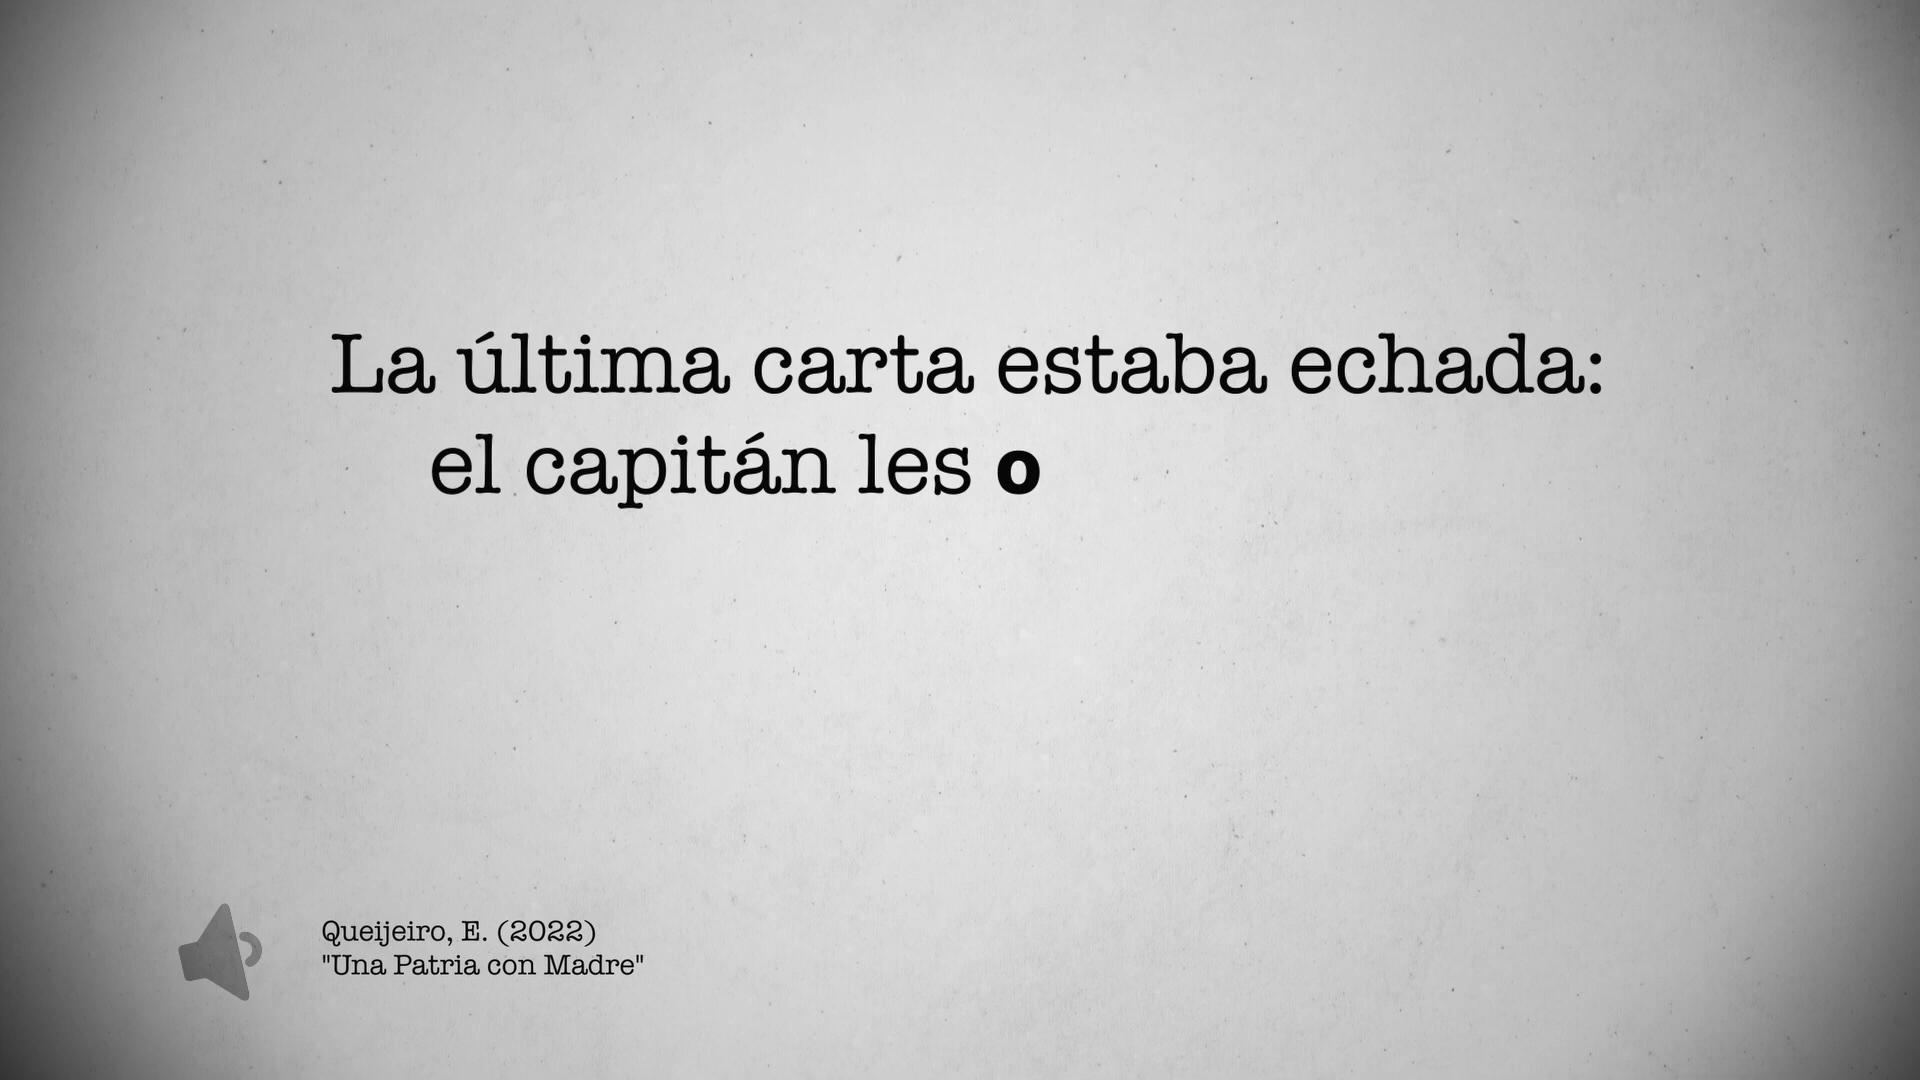 La última carta estaba echada:
el capitán les o
Queijeiro, E. (2022)
"Una Patria con Madre"